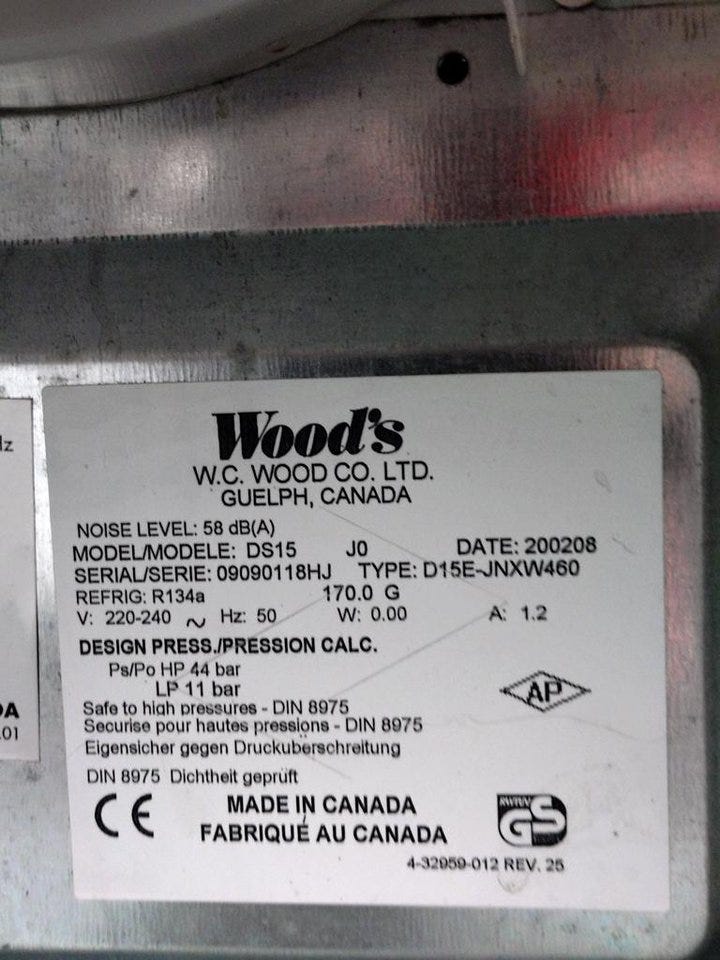 Hz
A
.01
Wood's
W.C. WOOD CO. LTD.
GUELPH, CANADA
NOISE LEVEL: 58 dB(A)
MODEL/MODELE: DS15 J0 DATE: 200208
SERIAL/SERIE: 09090118HJ TYPE: D15E-JNXW460
REFRIG: R134a 170.0 G
V: 220-240 ~ Hz: 50 W: 0.00 A: 1.2
DESIGN PRESS./PRESSION CALC.
Ps/Po HP 44 bar
LP 11 bar
AP
Safe to high pressures - DIN 8975
Securise pour hautes pressions - DIN 8975
Eigensicher gegen Druckuberschreitung
DIN 8975 Dichtheit geprüft
CE MADE IN CANADA GS
FABRIQUÉ AU CANADA
4-32959-012 REV. 25